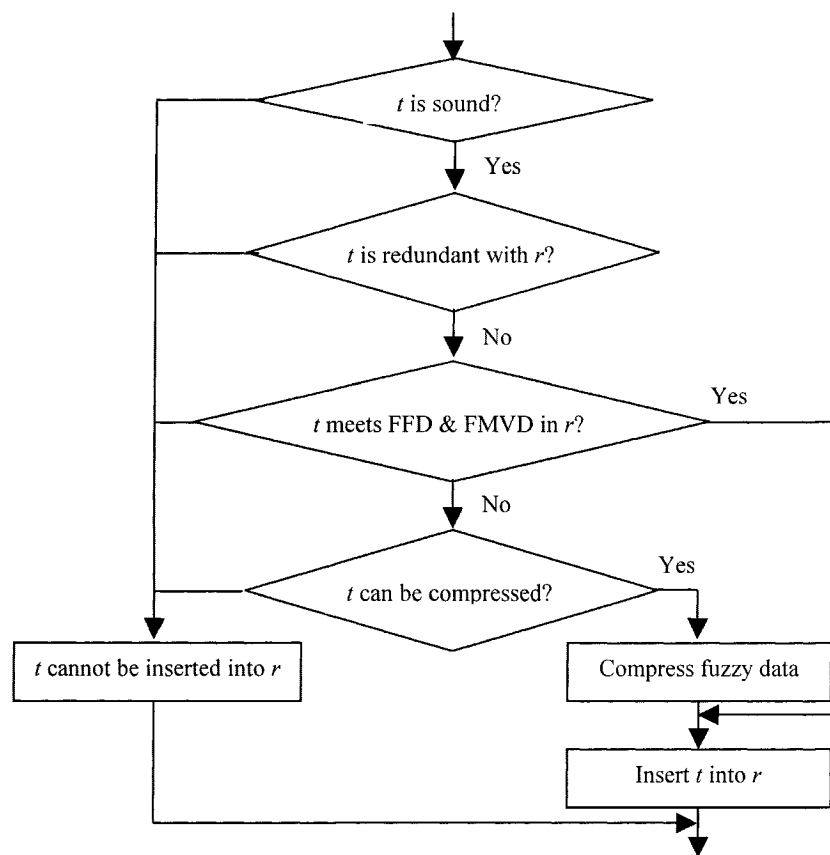 t is sound?
Yes
t is redundant with r?
No
Yes
t meets FFD & FMVD in r?
No
Yes
t can be compressed?
t cannot be inserted into r
Compress fuzzy data
Insert t into r